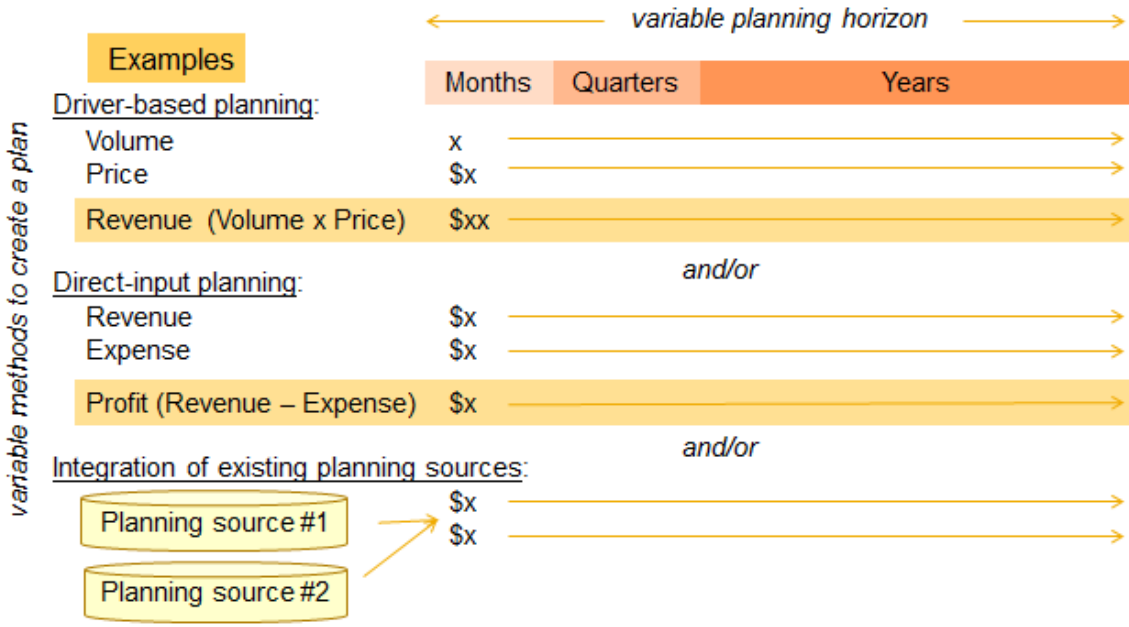 variable planning horizon
Examples
Months Quarters Years
Driver-based planning:
Volume x
Price $x
Revenue (Volume x Price) $xx
and/or
Direct-input planning:
Revenue $x
Expense $x
Profit (Revenue – Expense) $x
and/or
Integration of existing planning sources:
$x
Planning source #1
$x
Planning source #2
variable methods to create a plan